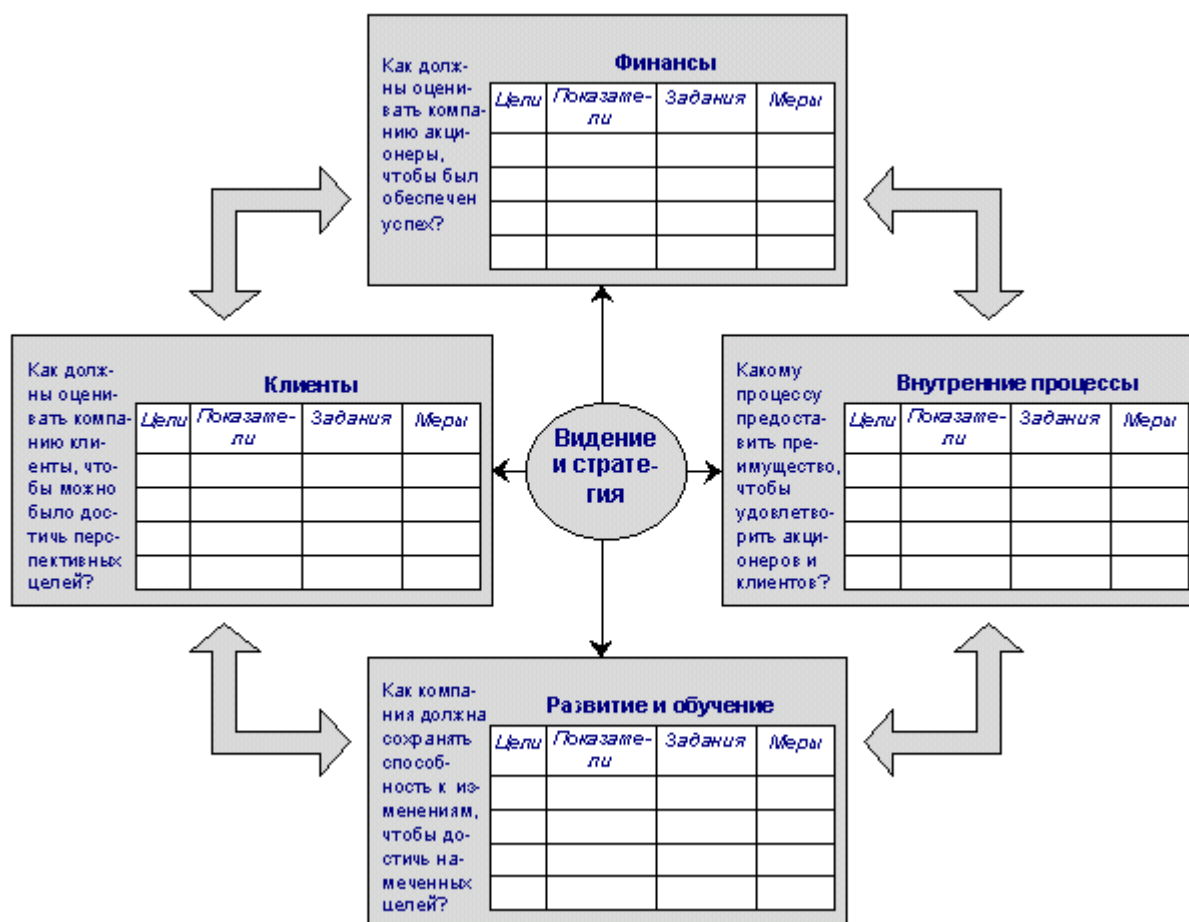 Как долж-
ны оцени-
вать компа-
нию акци-
онеры,
чтобы был
обеспечен
успех?
Финансы
Цели Показате- Задания Меры
ли
Как долж-
ны оцени-
вать компа-
нию кли-
енты, что-
бы можно
было дос-
тичь перс-
пективных
целей?
Клиенты
Цели Показате- Задания Меры
ли
Видение
и страте-
гия
Какому
процессу
предоста-
вить пре-
имущество,
чтобы
удовлетво-
рить акци-
онеров и
клиентов?
Внутренние процессы
Цели Показате- Задания Меры
ли
Как компа-
ния должна
сохранять
способ-
ность к из-
менениям,
чтобы до-
стичь на-
меченных
целей?
Развитие и обучение
Цели Показате- Задания Меры
ли